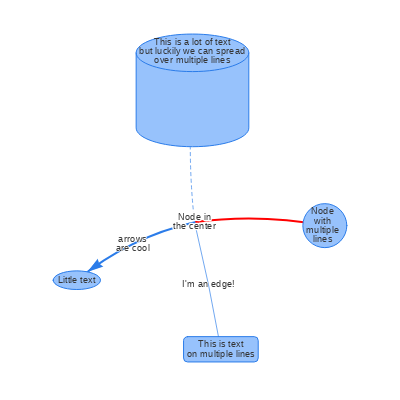 This is a lot of text
but luckily we can spread
over multiple lines
Node in
the center
Node
with
multiple
lines
arrows
are cool
Little text
I'm an edge!
This is text
on multiple lines